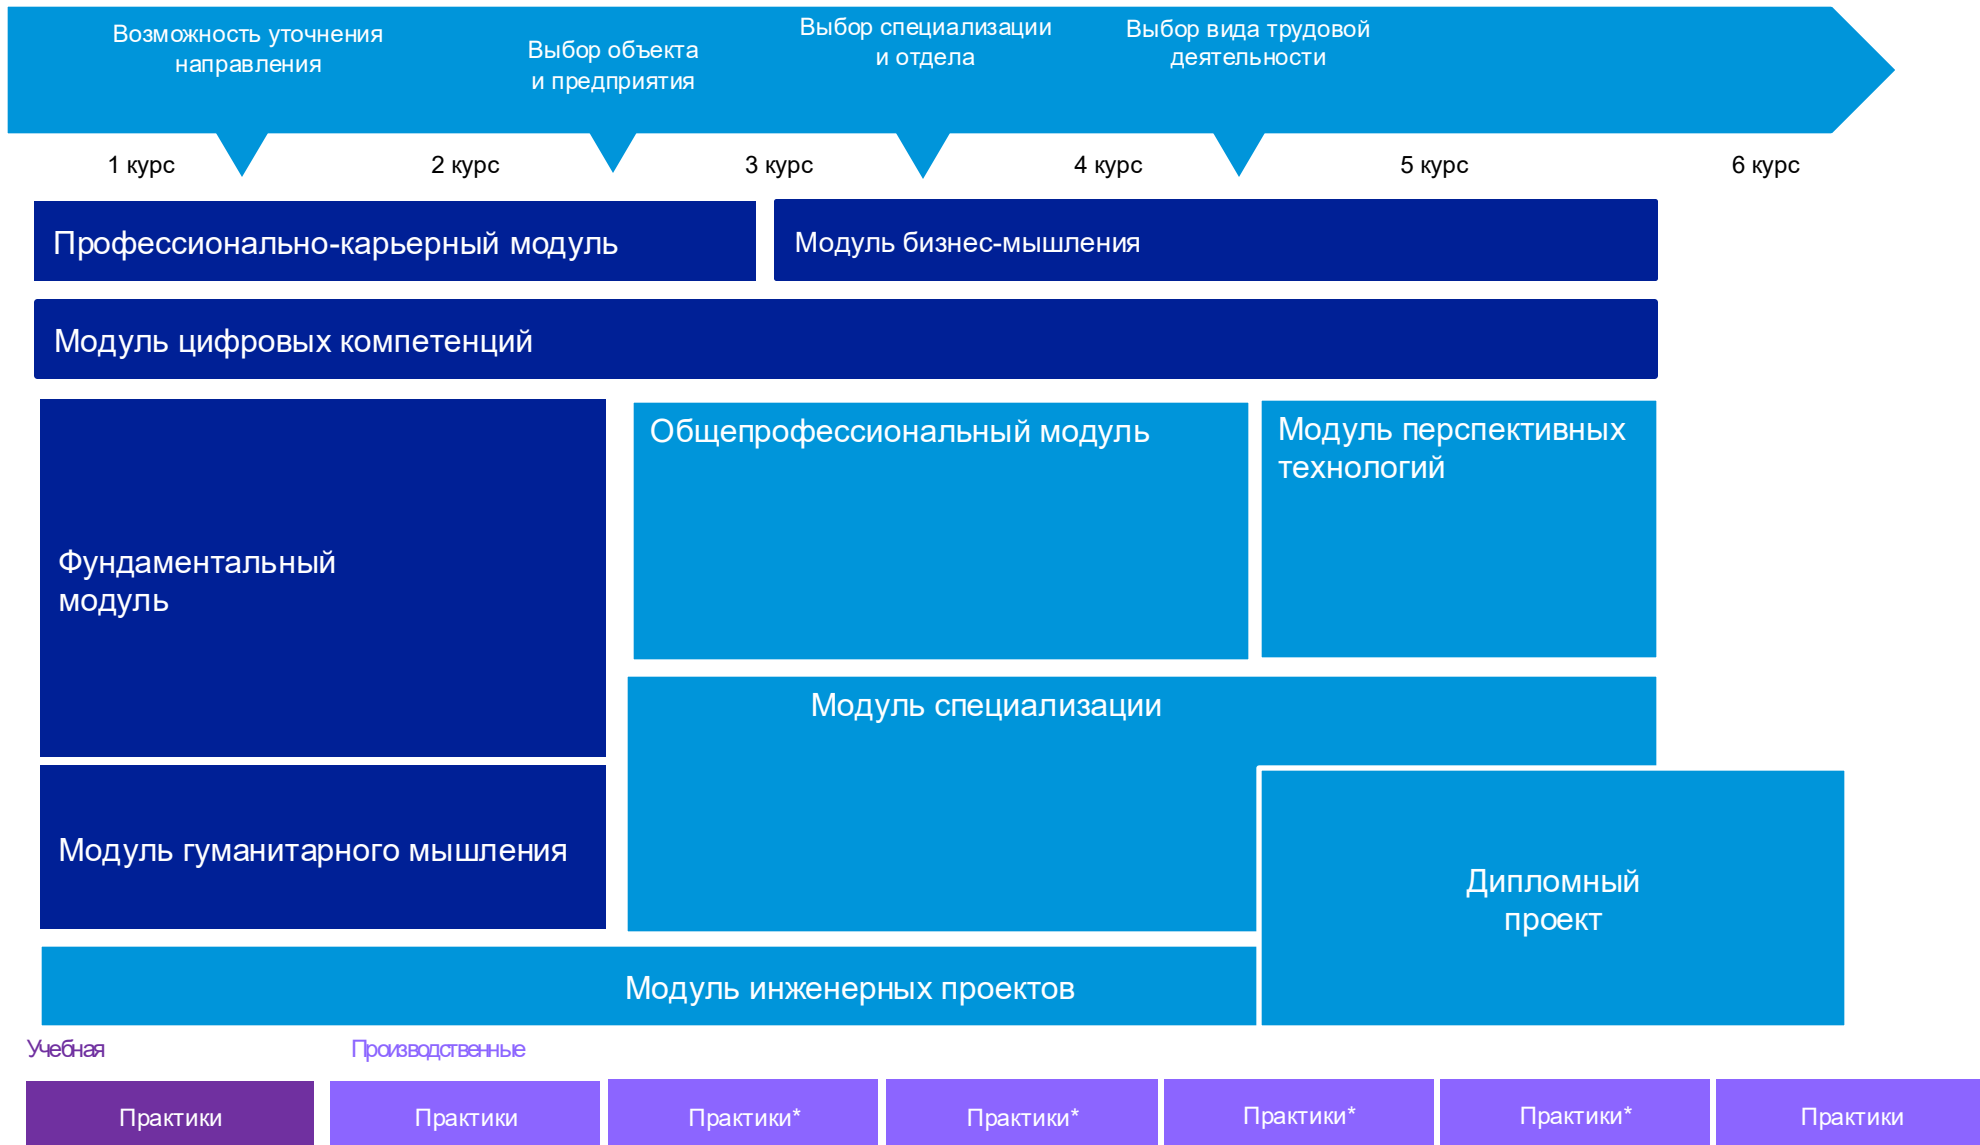 Возможность уточнения
направления
Выбор объекта
и предприятия
Выбор специализации
и отдела
Выбор вида трудовой
деятельности
1 курс
2 курс
3 курс
4 курс
5 курс
6 курс
Профессионально-карьерный модуль
Модуль бизнес-мышления
Модуль цифровых компетенций
Фундаментальный
модуль
Общепрофессиональный модуль
Модуль перспективных
технологий
Модуль специализации
Модуль гуманитарного мышления
Дипломный
проект
Модуль инженерных проектов
Учебная
Производственные
Практики
Практики
Практики*
Практики*
Практики*
Практики*
Практики